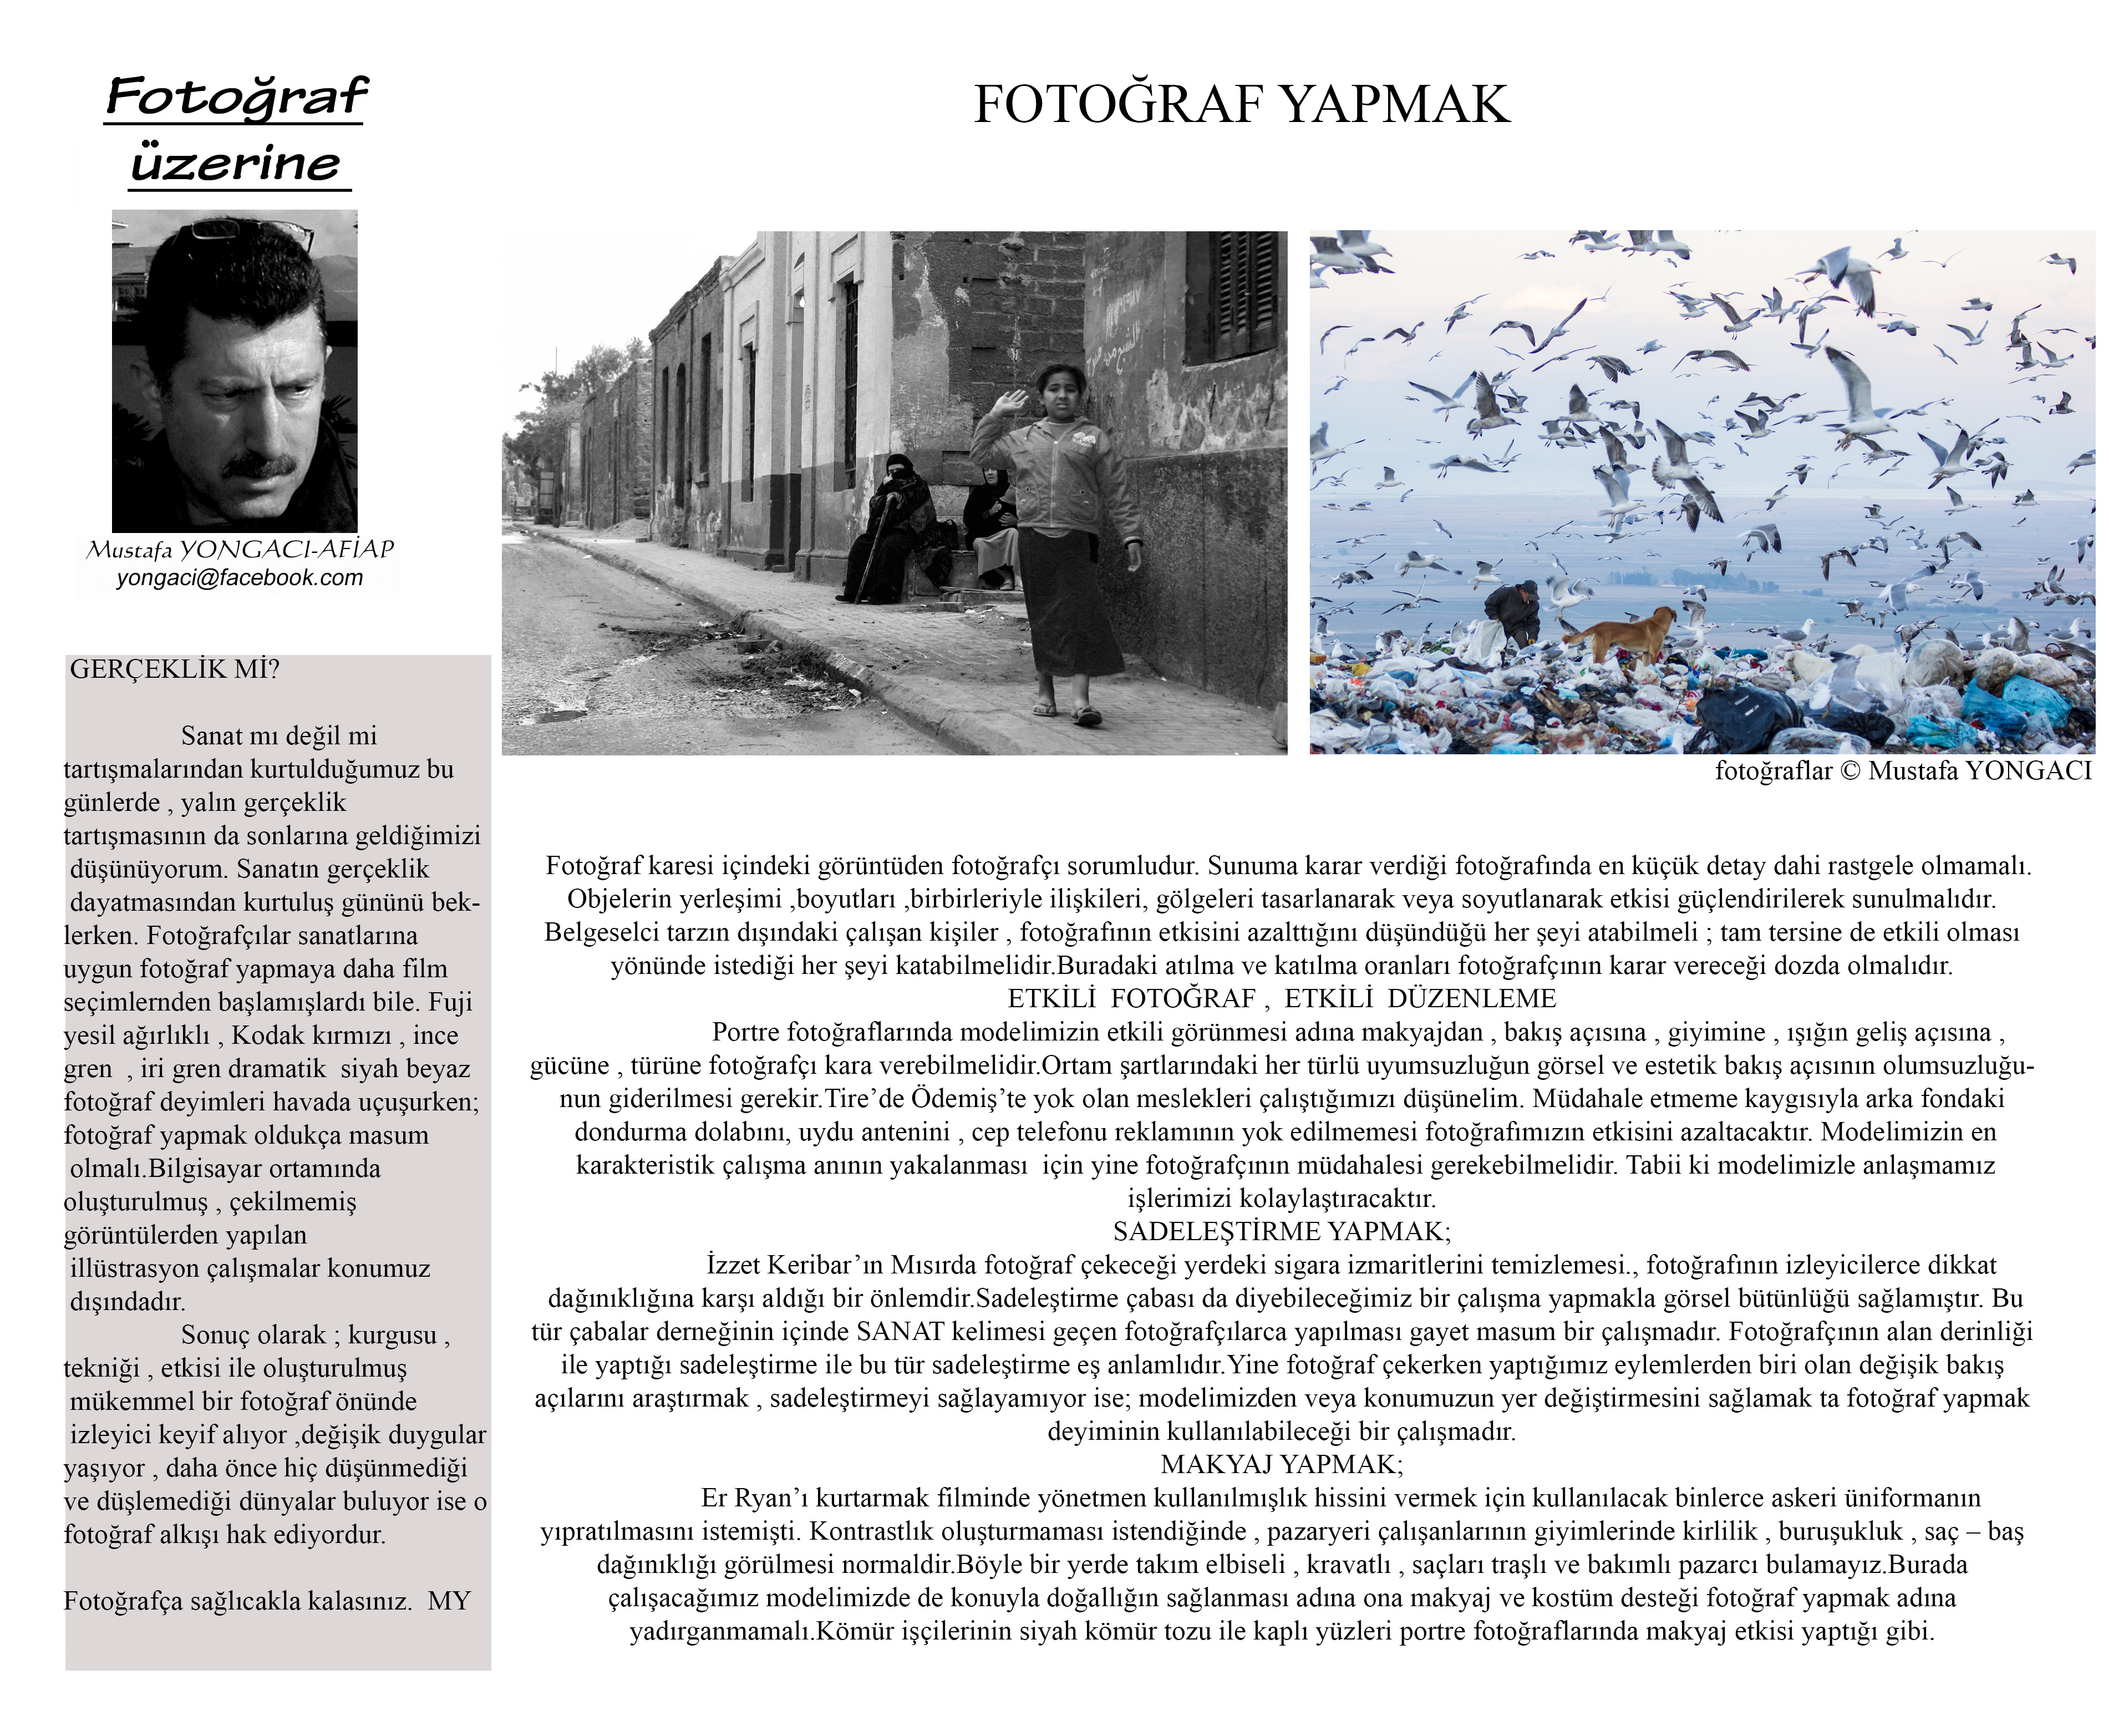 Fotoğraf
üzerine
Mustafa YONGACI-AFİAP
yongaci@facebook.com
GERÇEKLİK Mİ?
Sanat mı değil mi
tartışmalarından kurtulduğumuz bu
günlerde , yalın gerçeklik
tartışmasının da sonlarına geldiğimizi
düşünüyorum. Sanatın gerçeklik
dayatmasından kurtuluş gününü bek-
lerken. Fotoğrafçılar sanatlarına
uygun fotoğraf yapmaya daha film
seçimlernden başlamışlardı bile. Fuji
yesil ağırlıklı , Kodak kırmızı , ince
gren  , iri gren dramatik  siyah beyaz
fotoğraf deyimleri havada uçuşurken;
fotoğraf yapmak oldukça masum
olmalı.Bilgisayar ortamında
oluşturulmuş , çekilmemiş
görüntülerden yapılan
illüstrasyon çalışmalar konumuz
dışındadır.
Sonuç olarak ; kurgusu ,
tekniği , etkisi ile oluşturulmuş
mükemmel bir fotoğraf önünde
izleyici keyif alıyor ,değişik duygular
yaşıyor , daha önce hiç düşünmediği
ve düşlemediği dünyalar buluyor ise o
fotoğraf alkışı hak ediyordur.
Fotoğrafça sağlıcakla kalasınız.  MY
FOTOĞRAF YAPMAK
fotoğraflar © Mustafa YONGACI
Fotoğraf karesi içindeki görüntüden fotoğrafçı sorumludur. Sunuma karar verdiği fotoğrafında en küçük detay dahi rastgele olmamalı.
Objelerin yerleşimi ,boyutları ,birbirleriyle ilişkileri, gölgeleri tasarlanarak veya soyutlanarak etkisi güçlendirilerek sunulmalıdır.
Belgeselci tarzın dışındaki çalışan kişiler , fotoğrafının etkisini azalttığını düşündüğü her şeyi atabilmeli ; tam tersine de etkili olması
yönünde istediği her şeyi katabilmelidir.Buradaki atılma ve katılma oranları fotoğrafçının karar vereceği dozda olmalıdır.
ETKİLİ  FOTOĞRAF ,  ETKİLİ  DÜZENLEME
Portre fotoğraflarında modelimizin etkili görünmesi adına makyajdan , bakış açısına , giyimine , ışığın geliş açısına ,
gücüne , türüne fotoğrafçı kara verebilmelidir.Ortam şartlarındaki her türlü uyumsuzluğun görsel ve estetik bakış açısının olumsuzluğu-
nun giderilmesi gerekir.Tire’de Ödemiş’te yok olan meslekleri çalıştığımızı düşünelim. Müdahale etmeme kaygısıyla arka fondaki
dondurma dolabını, uydu antenini , cep telefonu reklamının yok edilmemesi fotoğrafımızın etkisini azaltacaktır. Modelimizin en
karakteristik çalışma anının yakalanması  için yine fotoğrafçının müdahalesi gerekebilmelidir. Tabii ki modelimizle anlaşmamız
işlerimizi kolaylaştıracaktır.
SADELEŞTİRME YAPMAK;
İzzet Keribar’ın Mısırda fotoğraf çekeceği yerdeki sigara izmaritlerini temizlemesi., fotoğrafının izleyicilerce dikkat
dağınıklığına karşı aldığı bir önlemdir.Sadeleştirme çabası da diyebileceğimiz bir çalışma yapmakla görsel bütünlüğü sağlamıştır. Bu
tür çabalar derneğinin içinde SANAT kelimesi geçen fotoğrafçılarca yapılması gayet masum bir çalışmadır. Fotoğrafçının alan derinliği
ile yaptığı sadeleştirme ile bu tür sadeleştirme eş anlamlıdır.Yine fotoğraf çekerken yaptığımız eylemlerden biri olan değişik bakış
açılarını araştırmak , sadeleştirmeyi sağlayamıyor ise; modelimizden veya konumuzun yer değiştirmesini sağlamak ta fotoğraf yapmak
deyiminin kullanılabileceği bir çalışmadır.
MAKYAJ YAPMAK;
Er Ryan’ı kurtarmak filminde yönetmen kullanılmışlık hissini vermek için kullanılacak binlerce askeri üniformanın
yıpratılmasını istemişti. Kontrastlık oluşturmaması istendiğinde , pazaryeri çalışanlarının giyimlerinde kirlilik , buruşukluk , saç – baş
dağınıklığı görülmesi normaldir.Böyle bir yerde takım elbiseli , kravatlı , saçları traşlı ve bakımlı pazarcı bulamayız.Burada
çalışacağımız modelimizde de konuyla doğallığın sağlanması adına ona makyaj ve kostüm desteği fotoğraf yapmak adına
yadırganmamalı.Kömür işçilerinin siyah kömür tozu ile kaplı yüzleri portre fotoğraflarında makyaj etkisi yaptığı gibi.